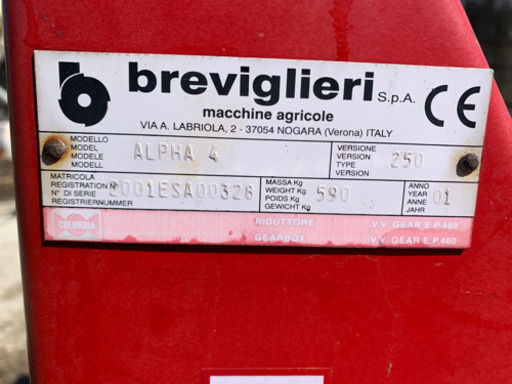 breviglieri S.p.A. CE
macchine agricole
VIA A. LABRIOLA, 2 - 37054 NOGARA (Verona) ITALY
MODELLO
MODEL
MODELE
MODELL
ALPHA 4
VERSIONE
VERSION
TYPE
VERSION
250
MATRICOLA
REGISTRATION N°
N° DI SERIE
REGISTRIERNUMMER
2001ESA00328
MASSA Kg
WEIGHT Kg
POIDS Kg
GEWICHT Kg
590
ANNO
YEAR
ANNE
JAHR
01
COLUMBIA
RIDUTTORE V.V. GEAR E.P.460
GEARBOX V.V. GEAR E.P.460